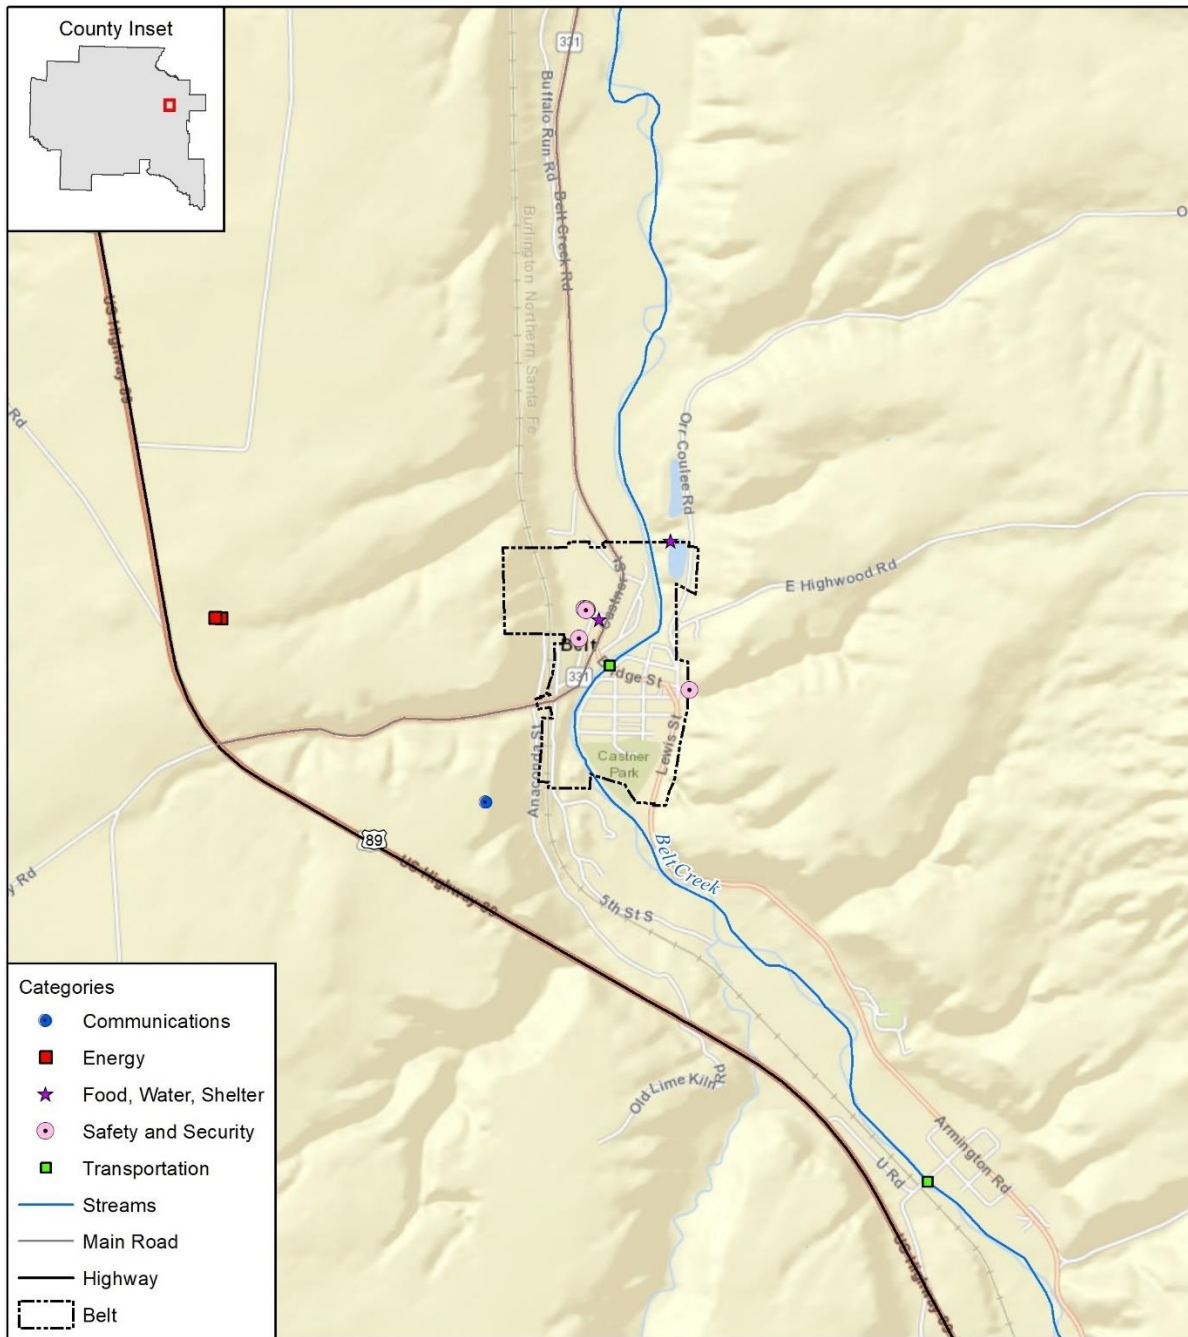 County Inset
331
Buffalo Run Rd
Belt Creek Rd
Burlington Northern Santa Fe
O
US Highway 89
Rd
Orr Coulee Rd
E Highwood Rd
Castner St
Belt
331
Bridge St
Lewis St
Castner
Park
Anaconda St
89
US Highway 89
Belt Creek
y Rd
5th St S
Old Lime Kiln Rd
Armington Rd
U Rd
US Highway 89
Categories
Communications
Energy
Food, Water, Shelter
Safety and Security
Transportation
Streams
Main Road
Highway
Belt